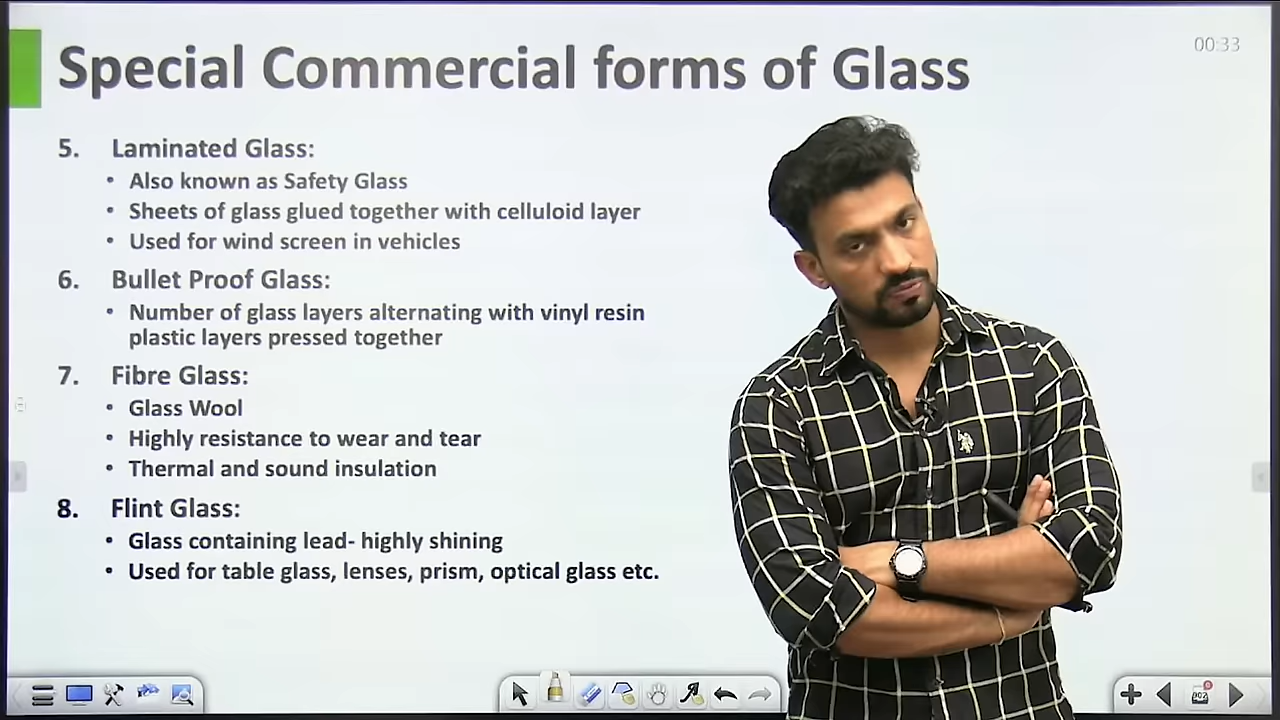 Special Commercial forms of Glass
00:33
5. Laminated Glass:
• Also known as Safety Glass
• Sheets of glass glued together with celluloid layer
• Used for wind screen in vehicles
6. Bullet Proof Glass:
• Number of glass layers alternating with vinyl resin
plastic layers pressed together
7. Fibre Glass:
• Glass Wool
• Highly resistance to wear and tear
• Thermal and sound insulation
8. Flint Glass:
• Glass containing lead- highly shining
• Used for table glass, lenses, prism, optical glass etc.